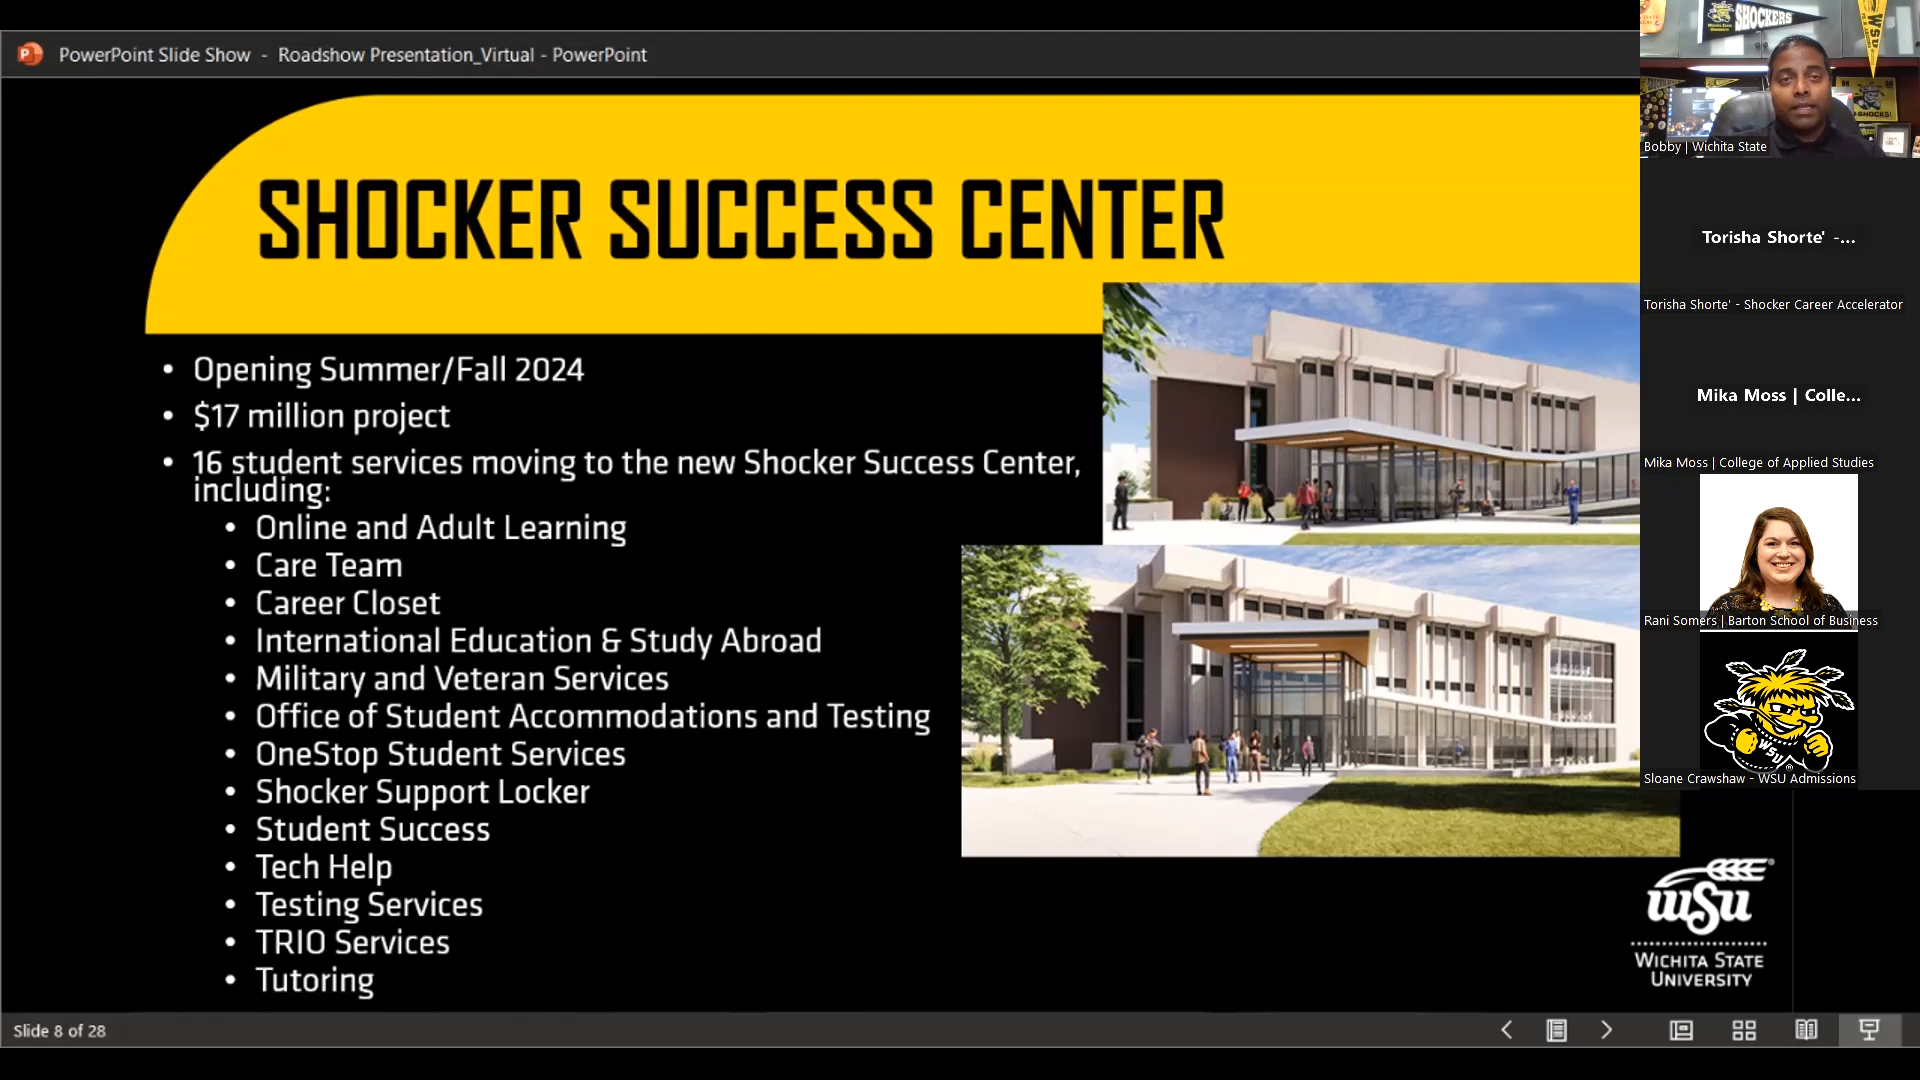 PowerPoint Slide Show - Roadshow Presentation_Virtual - PowerPoint
SHOCKER SUCCESS CENTER
• Opening Summer/Fall 2024
• $17 million project
• 16 student services moving to the new Shocker Success Center,
including:
• Online and Adult Learning
• Care Team
• Career Closet
• International Education & Study Abroad
• Military and Veteran Services
• Office of Student Accommodations and Testing
• OneStop Student Services
• Shocker Support Locker
• Student Success
• Tech Help
• Testing Services
• TRIO Services
• Tutoring
wsu
WICHITA STATE
UNIVERSITY
Slide 8 of 28
SHOCKERS
WSU
Bobby | Wichita State
Torisha Shorte' -...
Torisha Shorte' - Shocker Career Accelerator
Mika Moss | Colle...
Mika Moss | College of Applied Studies
Rani Somers | Barton School of Business
WSU
Sloane Crawshaw - WSU Admissions